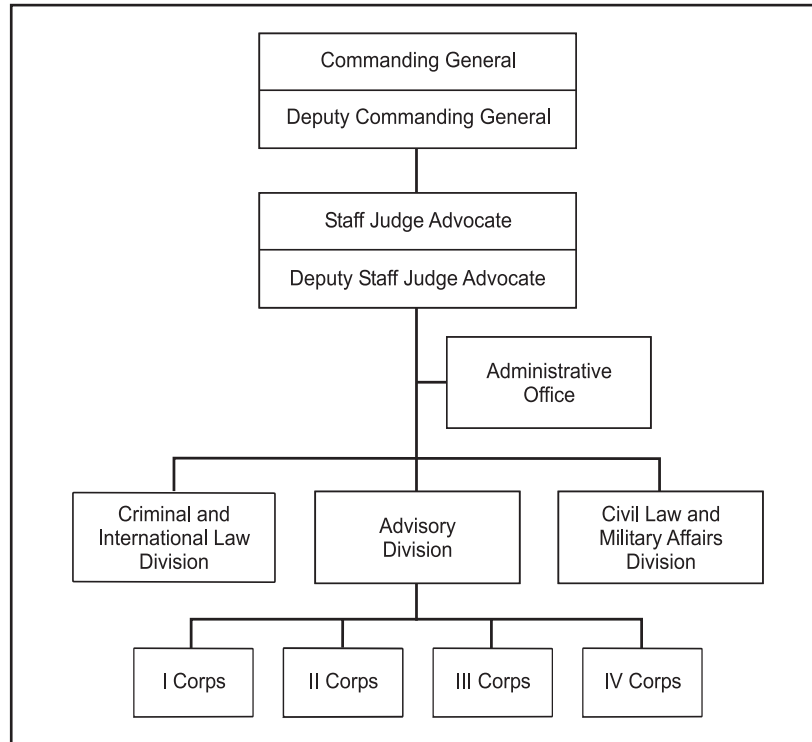 Commanding General
Deputy Commanding General
Staff Judge Advocate
Deputy Staff Judge Advocate
Administrative
Office
Criminal and
International Law
Division
Advisory
Division
Civil Law and
Military Affairs
Division
I Corps
II Corps
III Corps
IV Corps